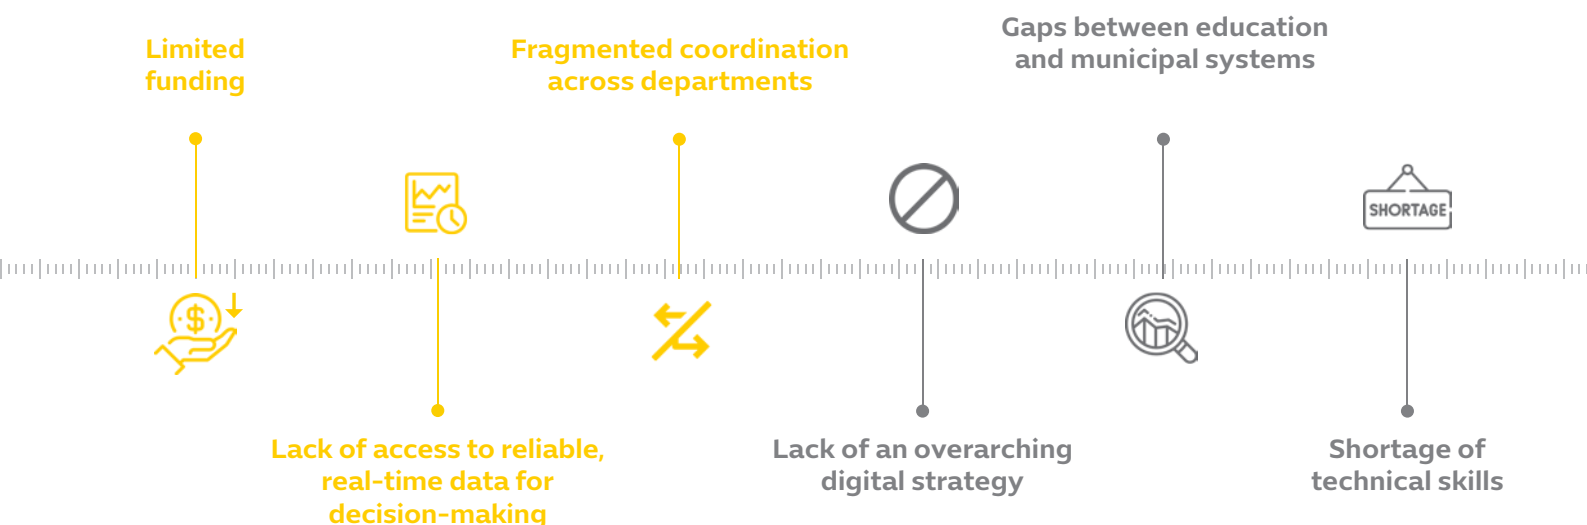 Limited
funding
Lack of access to reliable,
real-time data for
decision-making
Fragmented coordination
across departments
Lack of an overarching
digital strategy
Gaps between education
and municipal systems
SHORTAGE
Shortage of
technical skills
$